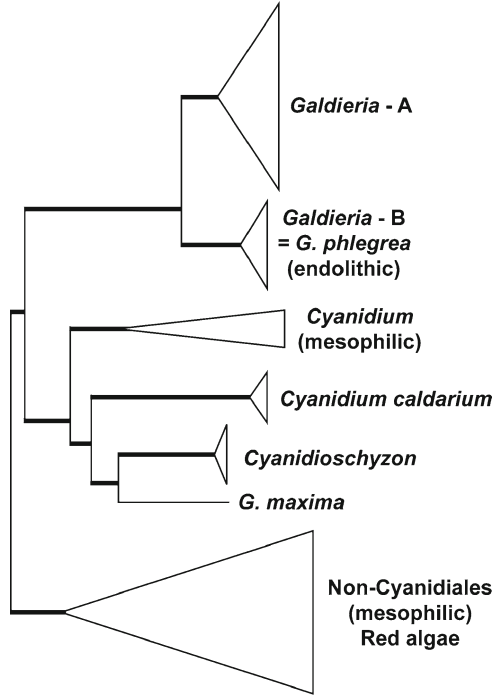 Galdieria - A
Galdieria - B
= G. phlegrea
(endolithic)
Cyanidium
(mesophilic)
Cyanidium caldarium
Cyanidioschyzon
G. maxima
Non-Cyanidiales
(mesophilic)
Red algae